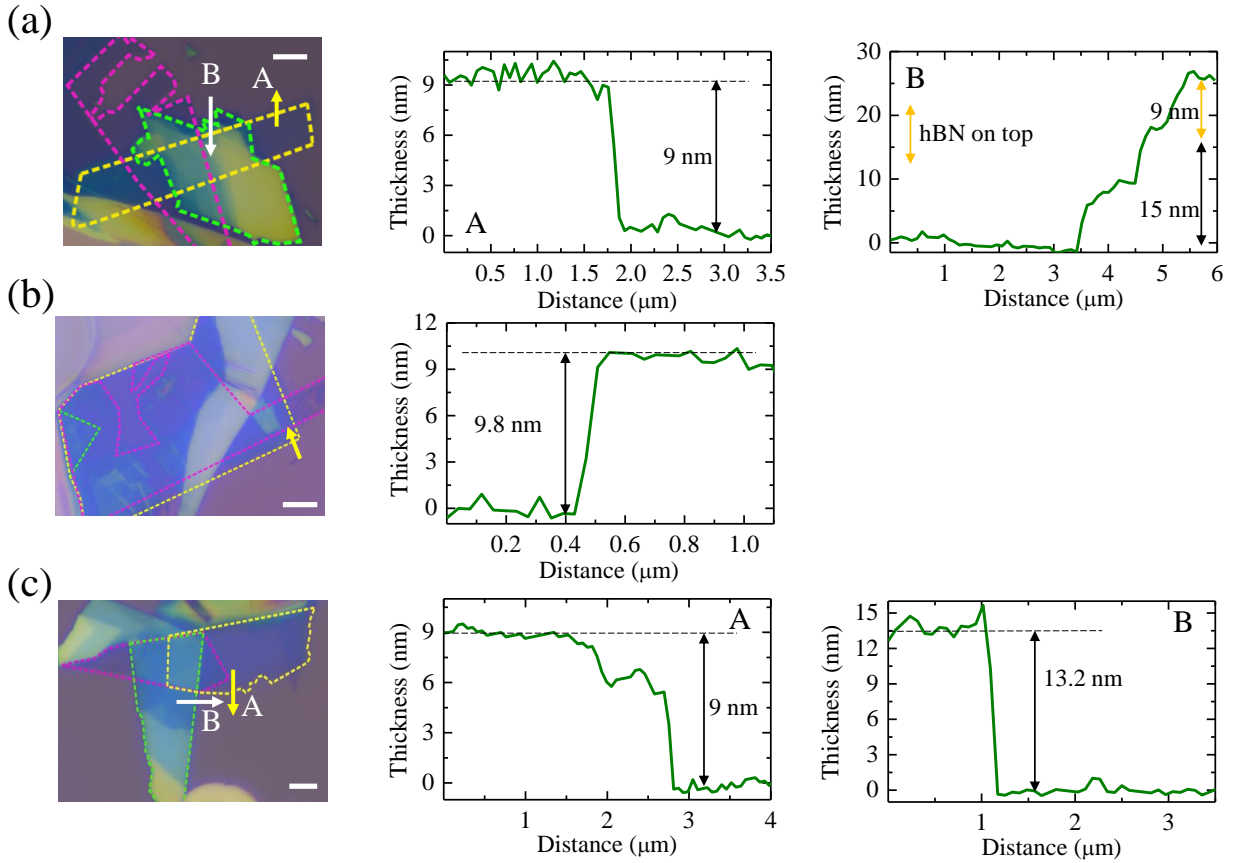 (a)
B
A
Thickness (nm)
9
6
3
0
9 nm
A
0.5 1.0 1.5 2.0 2.5 3.0 3.5
Distance (μm)
Thickness (nm)
30
20
10
0
B
hBN on top
9 nm
15 nm
0 1 2 3 4 5 6
Distance (μm)
(b)
Thickness (nm)
12
9
6
3
0
9.8 nm
0.2 0.4 0.6 0.8 1.0
Distance (μm)
(c)
B
A
Thickness (nm)
9
6
3
0
A
9 nm
1 2 3 4
Distance (μm)
Thickness (nm)
15
12
9
6
3
0
B
13.2 nm
1 2 3
Distance (μm)